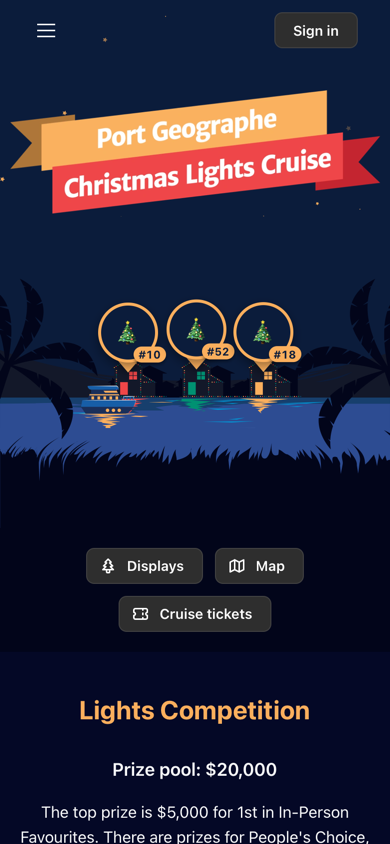 Sign in
Port Geographe
Christmas Lights Cruise
#10
#52
#18
Displays
Map
Cruise tickets
Lights Competition
Prize pool: $20,000
The top prize is $5,000 for 1st in In-Person
Favourites. There are prizes for People's Choice,